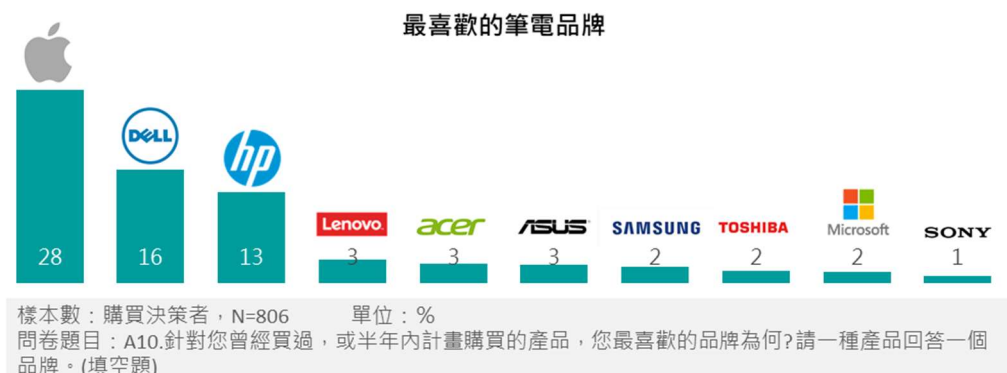 最喜歡的筆電品牌
DELL
hp
Lenovo.
acer
ASUS
SAMSUNG
TOSHIBA
Microsoft
SONY
28
16
13
3
3
3
2
2
2
1
樣本數：購買決策者，N=806 單位：%
問卷題目：A10.針對您曾經買過，或半年內計畫購買的產品，您最喜歡的品牌為何?請一種產品回答一個
品牌。(填空題)